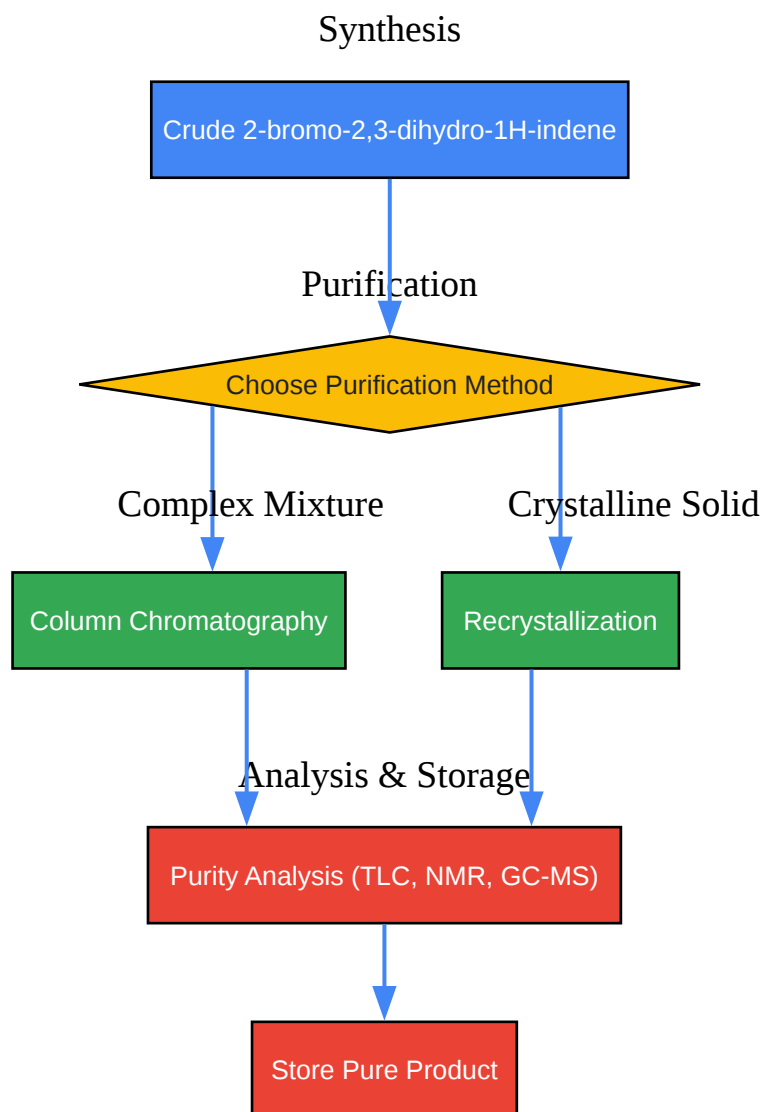 Synthesis
Crude 2-bromo-2,3-dihydro-1H-indene
Purification
Choose Purification Method
Complex Mixture
Crystalline Solid
Column Chromatography
Recrystallization
Analysis & Storage
Purity Analysis (TLC, NMR, GC-MS)
Store Pure Product